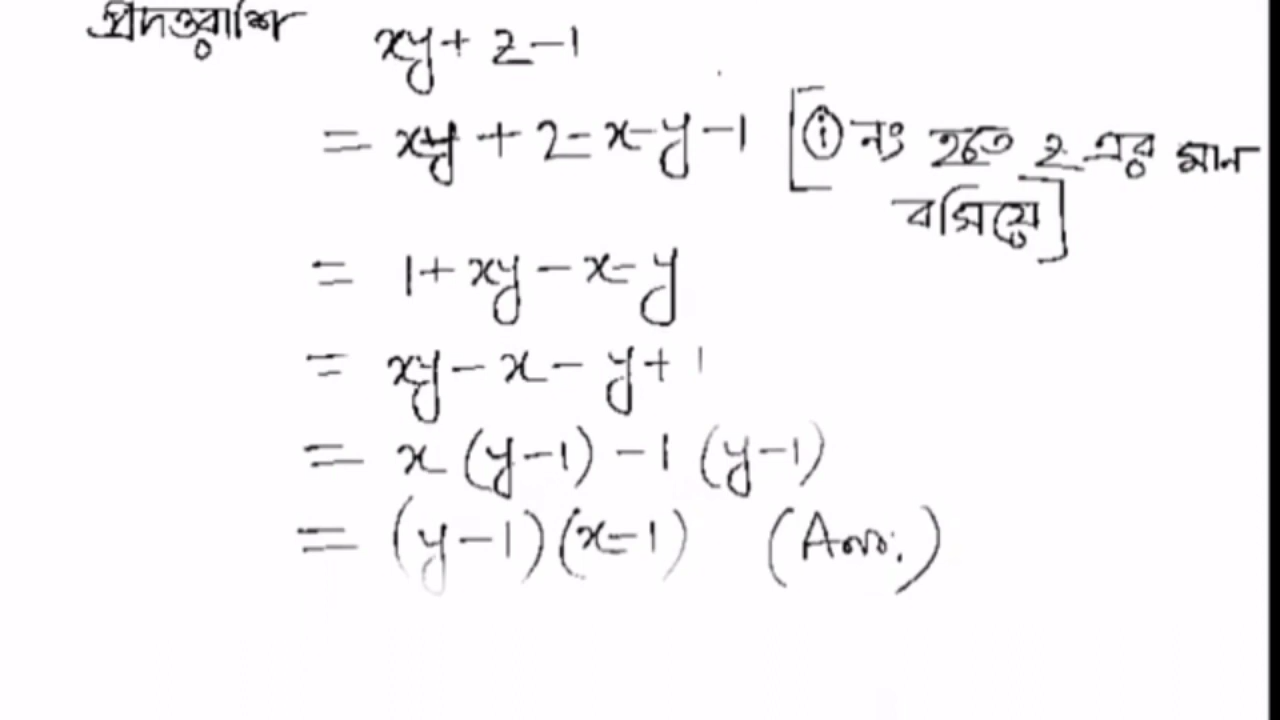 প্রদত্তরাশি xy + z - 1
= xy + 2 - x - y - 1 [ⓘ নং হতে z এর মান
বসিয়ে]
= 1 + xy - x - y
= xy - x - y + 1
= x (y - 1) - 1 (y - 1)
= (y - 1) (x - 1) (Ans.)